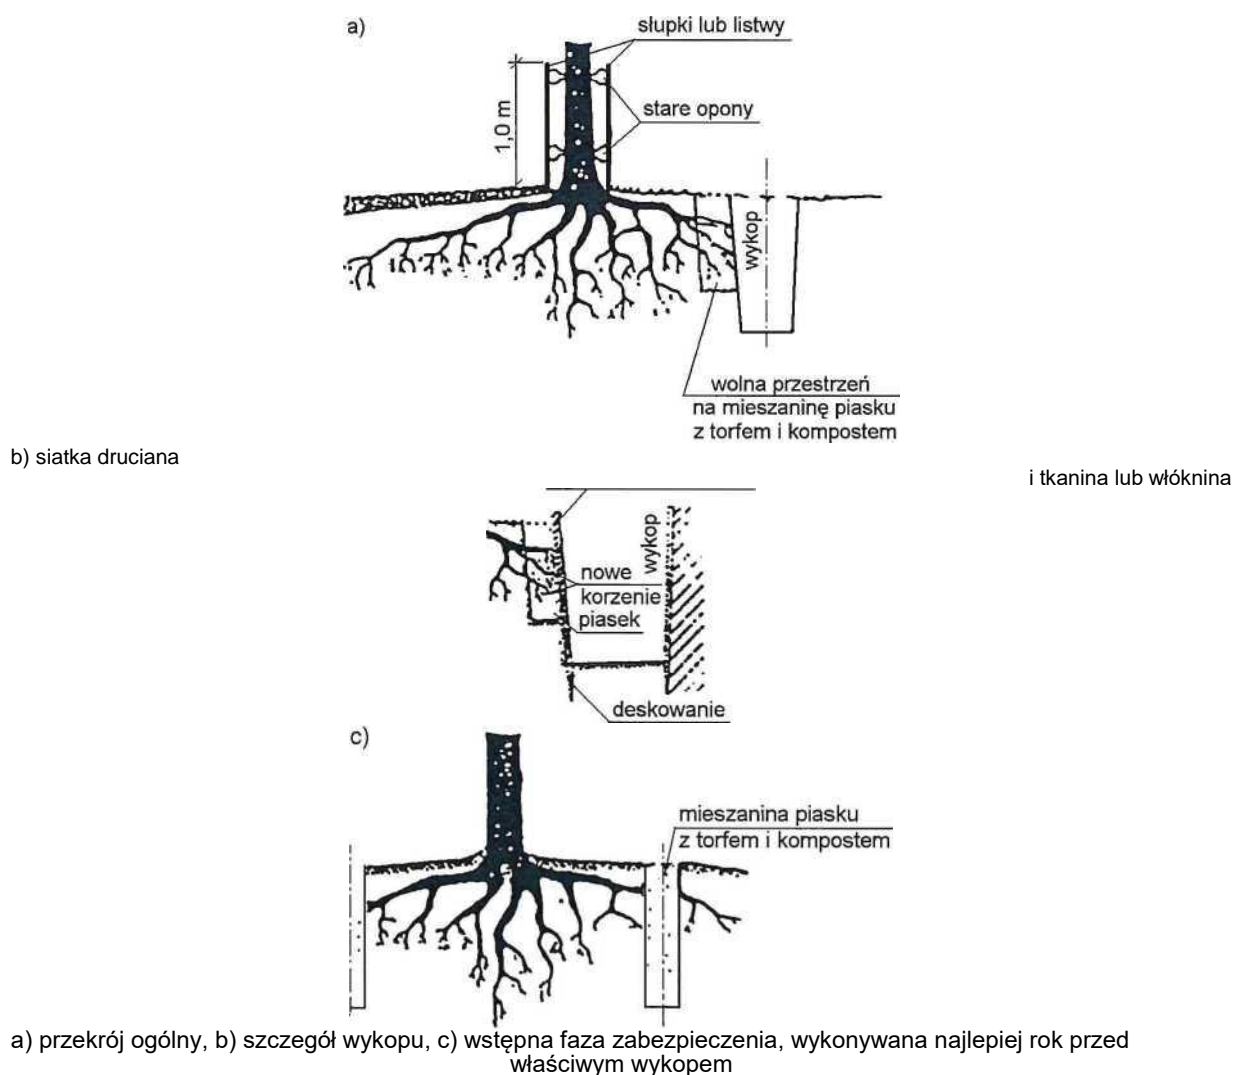 a)
słupki lub listwy
stare opony
1,0 m
wykop
wolna przestrzeń
na mieszaninę piasku
z torfem i kompostem
b) siatka druciana
i tkanina lub włóknina
wykop
nowe
korzenie
piasek
deskowanie
c)
mieszanina piasku
z torfem i kompostem
a) przekrój ogólny, b) szczegół wykopu, c) wstępna faza zabezpieczenia, wykonywana najlepiej rok przed
właściwym wykopem